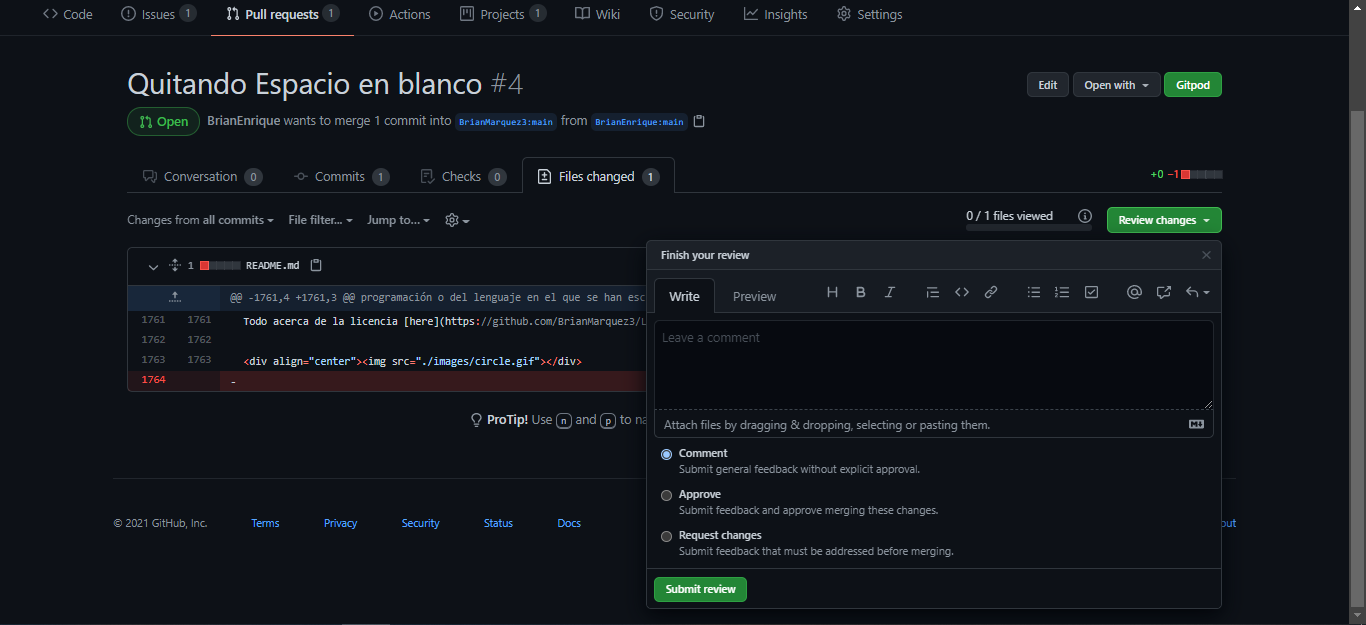 Code Issues 1 Pull requests 1 Actions Projects 1 Wiki Security Insights Settings
Quitando Espacio en blanco #4
Edit Open with Gitpod
Open BrianEnrique wants to merge 1 commit into BrianMarquez3:main from BrianEnrique:main
Conversation 0 Commits 1 Checks 0 Files changed 1
+0 −1
Changes from all commits File filter... Jump to...
0 / 1 files viewed Review changes
1 README.md
@@ -1761,4 +1761,3 @@ programación o del lenguaje en el que se han esc
1761 1761 Todo acerca de la licencia [here](https://github.com/BrianMarquez3/L
1762 1762
1763 1763 <div align="center"><img src="./images/circle.gif"></div>
1764 -
ProTip! Use n and p to na
Finish your review
Write Preview
Leave a comment
Attach files by dragging & dropping, selecting or pasting them.
Comment
Submit general feedback without explicit approval.
Approve
Submit feedback and approve merging these changes.
Request changes
Submit feedback that must be addressed before merging.
Submit review
© 2021 GitHub, Inc. Terms Privacy Security Status Docs
out